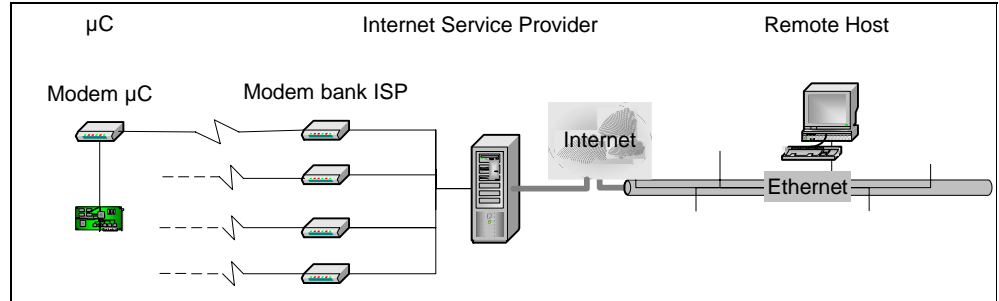 µC
Internet Service Provider
Remote Host
Modem µC
Modem bank ISP
Internet
Ethernet